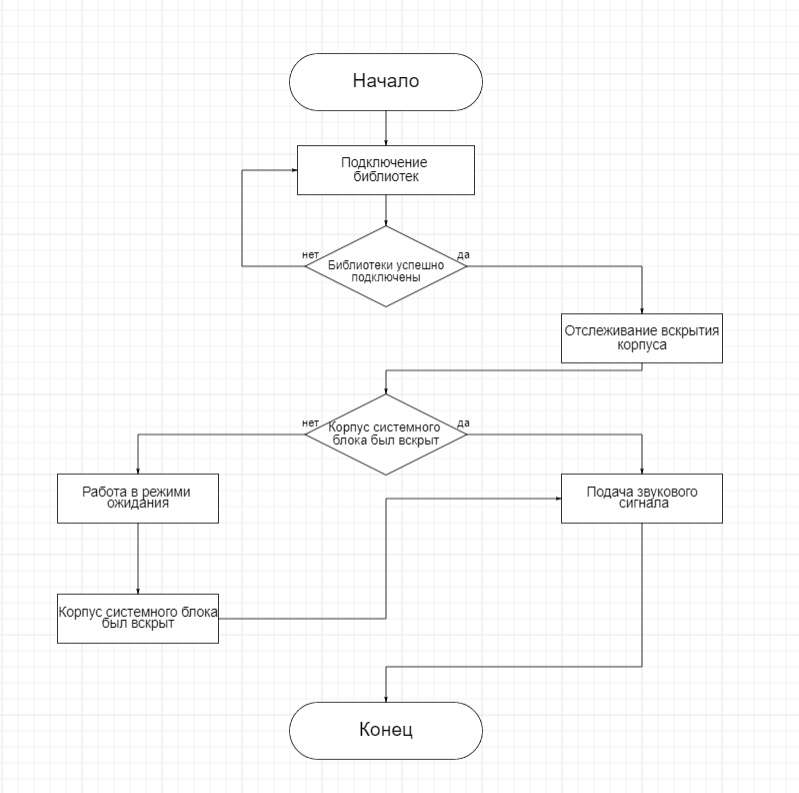 Начало
Подключение
библиотек
нет
да
Библиотеки успешно
подключены
Отслеживание вскрытия
корпуса
нет
да
Корпус системного
блока был вскрыт
Работа в режими
ожидания
Подача звукового
сигнала
Корпус системного блока
был вскрыт
Конец